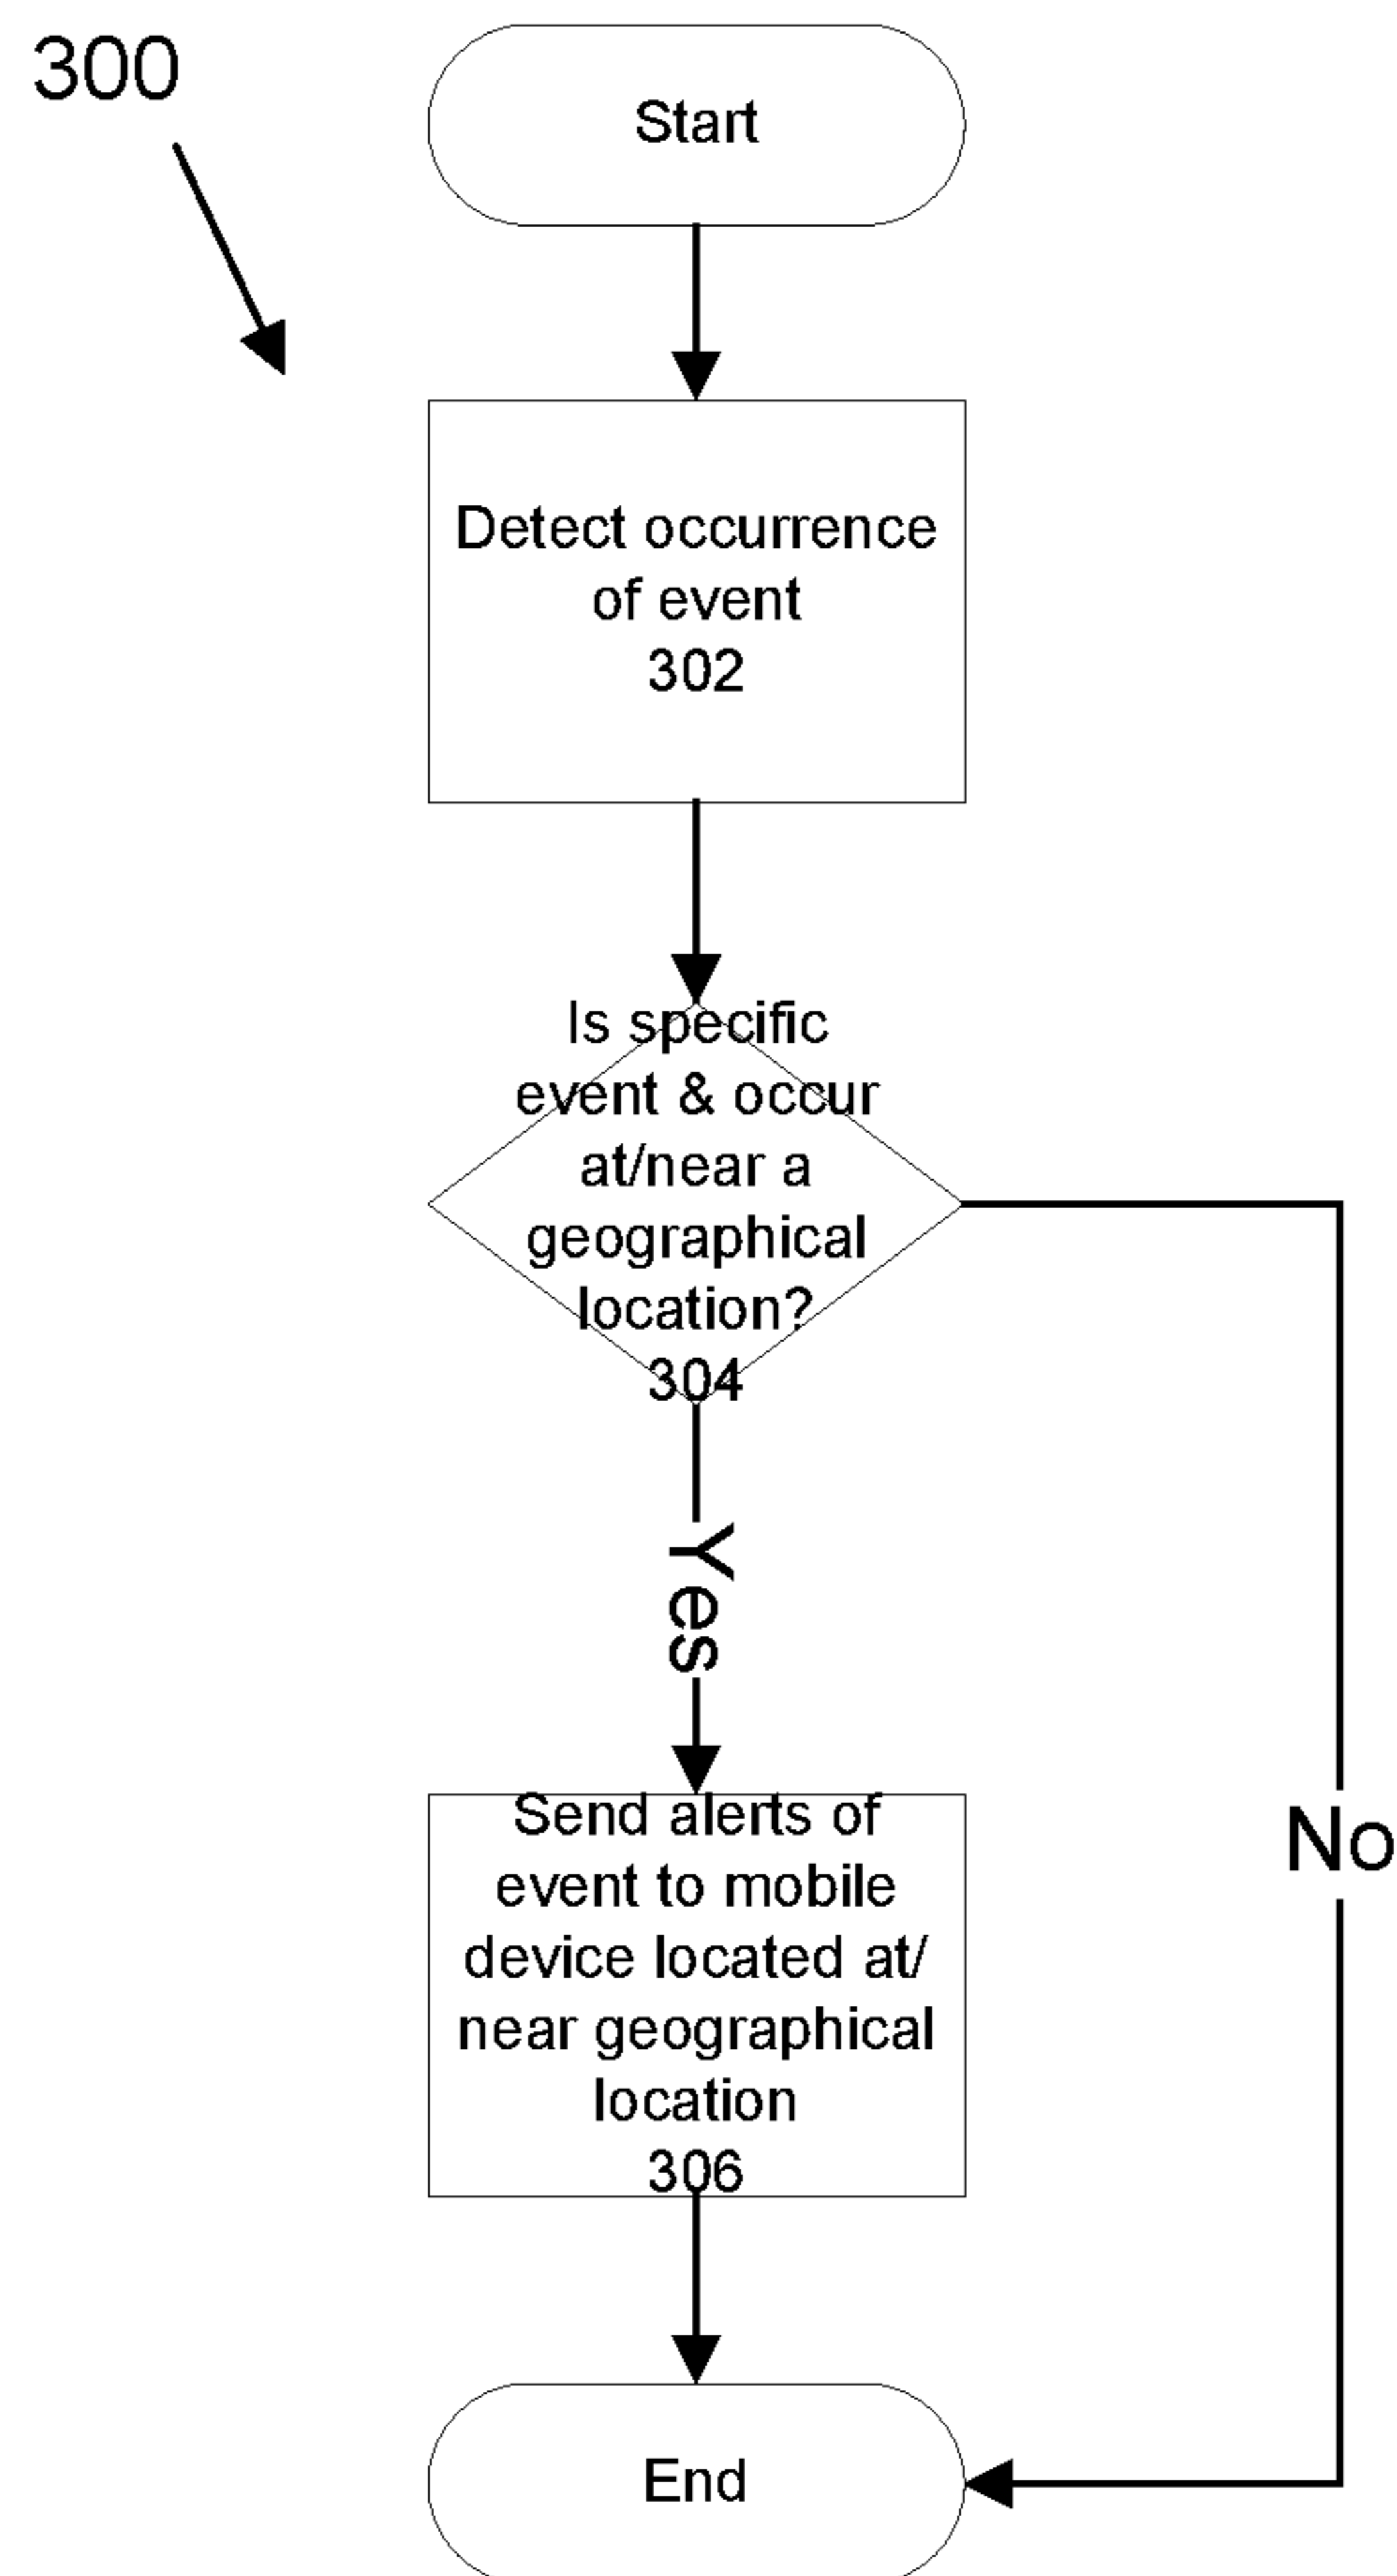 300
Start
Detect occurrence
of event
302
Is specific
event & occur
at/near a
geographical
location?
304
Yes
Send alerts of
event to mobile
device located at/
near geographical
location
306
No
End